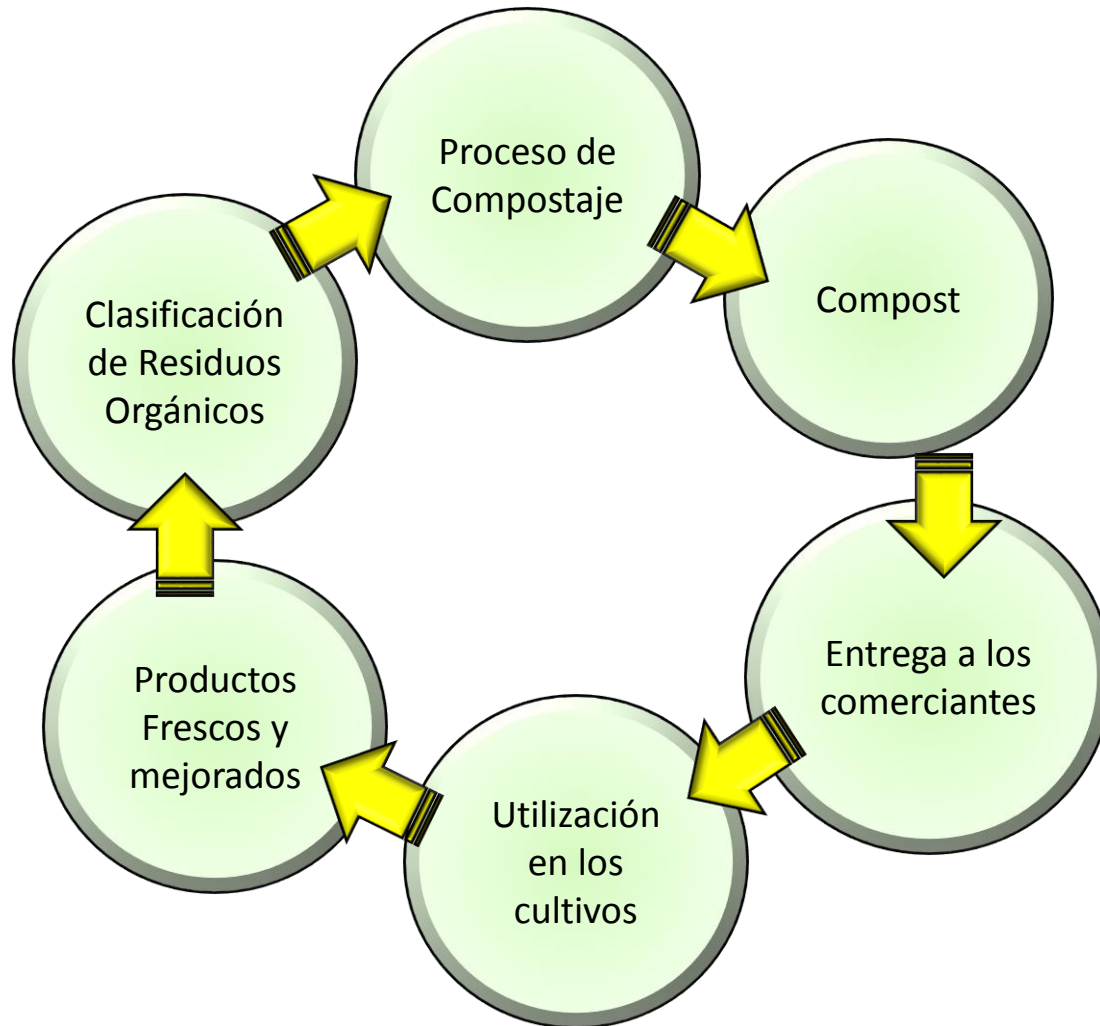 Proceso de
Compostaje
Compost
Clasificación
de Residuos
Orgánicos
Entrega a los
comerciantes
Productos
Frescos y
mejorados
Utilización
en los
cultivos